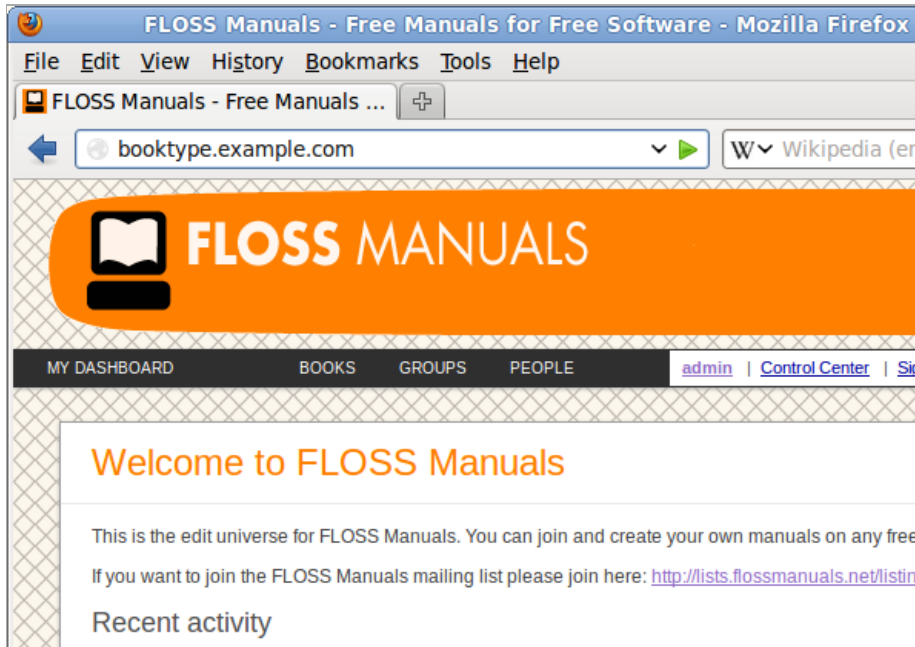 FLOSS Manuals - Free Manuals for Free Software - Mozilla Firefox
File Edit View History Bookmarks Tools Help
FLOSS Manuals - Free Manuals ...
booktype.example.com W Wikipedia (en
FLOSS MANUALS
MY DASHBOARD BOOKS GROUPS PEOPLE admin | Control Center | Sig
Welcome to FLOSS Manuals
This is the edit universe for FLOSS Manuals. You can join and create your own manuals on any free
If you want to join the FLOSS Manuals mailing list please join here: http://lists.flossmanuals.net/listin
Recent activity